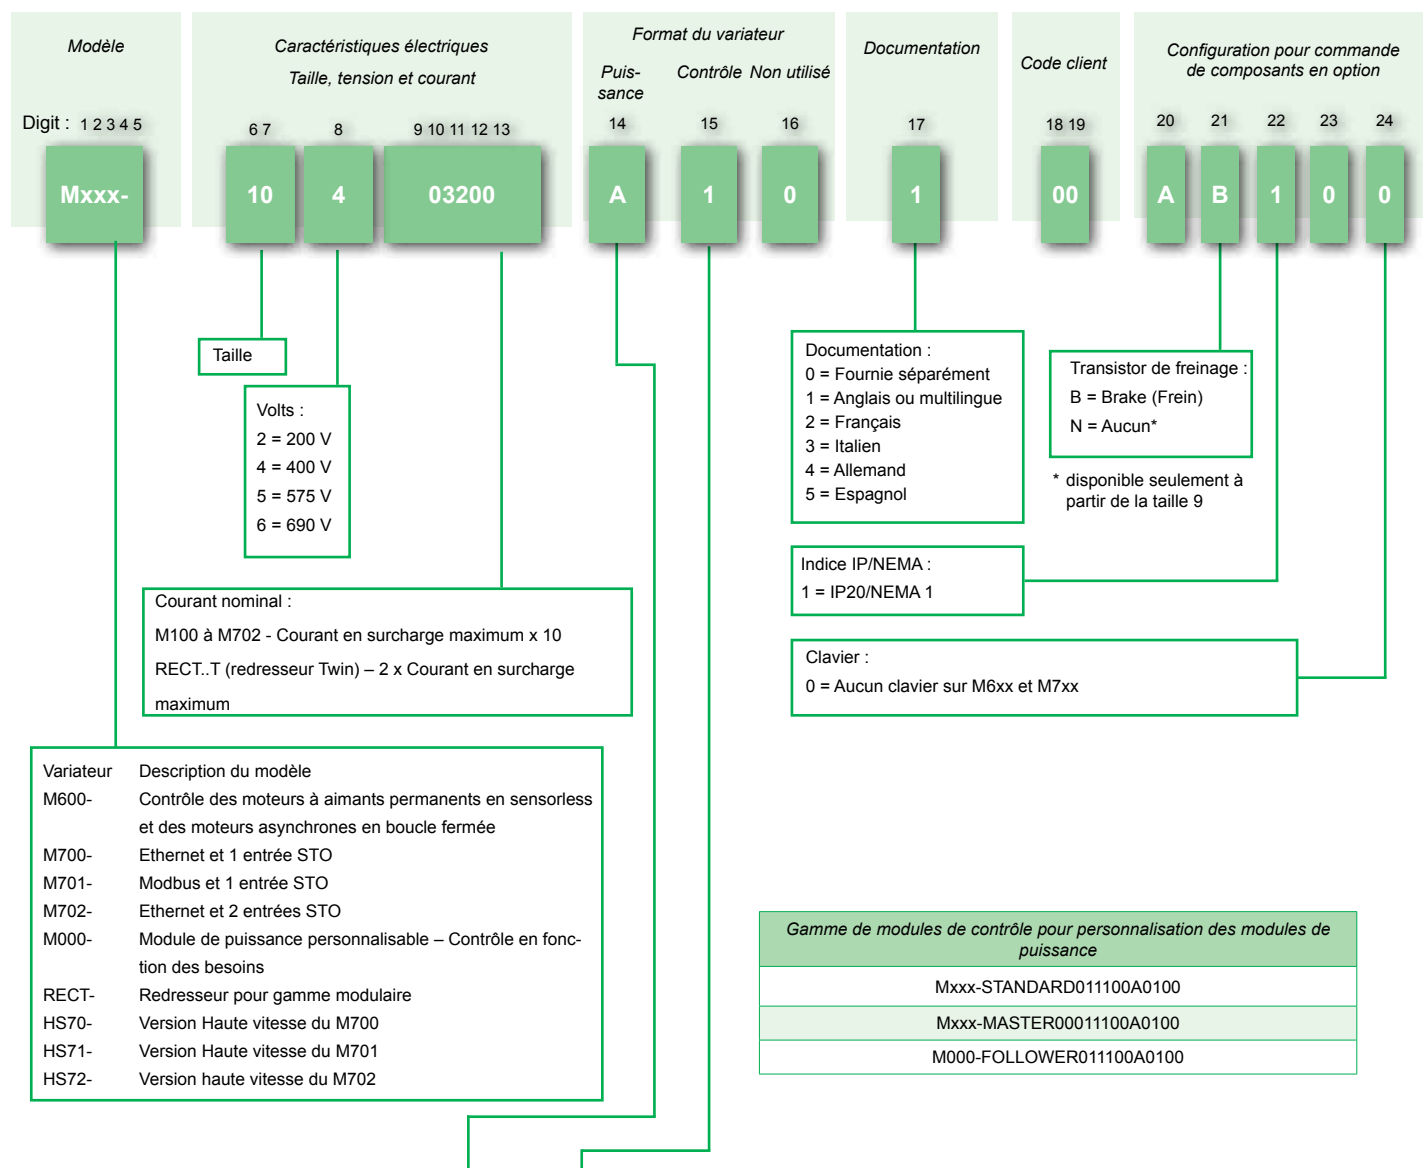 Modèle
Caractéristiques électriques
Taille, tension et courant
Format du variateur
Puis-
sance
Contrôle
Non utilisé
Documentation
Code client
Configuration pour commande
de composants en option
Digit : 1 2 3 4 5
6 7
8
9 10 11 12 13
14
15
16
17
18 19
20
21
22
23
24
Mxxx-
10
4
03200
A
1
0
1
00
A
B
1
0
0
Taille
Volts :
2 = 200 V
4 = 400 V
5 = 575 V
6 = 690 V
Documentation :
0 = Fournie séparément
1 = Anglais ou multilingue
2 = Français
3 = Italien
4 = Allemand
5 = Espagnol
Transistor de freinage :
B = Brake (Frein)
N = Aucun*
* disponible seulement à
partir de la taille 9
Indice IP/NEMA :
1 = IP20/NEMA 1
Courant nominal :
M100 à M702 - Courant en surcharge maximum x 10
RECT..T (redresseur Twin) – 2 x Courant en surcharge
maximum
Clavier :
0 = Aucun clavier sur M6xx et M7xx
Variateur Description du modèle
M600- Contrôle des moteurs à aimants permanents en sensorless
et des moteurs asynchrones en boucle fermée
M700- Ethernet et 1 entrée STO
M701- Modbus et 1 entrée STO
M702- Ethernet et 2 entrées STO
M000- Module de puissance personnalisable – Contrôle en fonc-
tion des besoins
RECT- Redresseur pour gamme modulaire
HS70- Version Haute vitesse du M700
HS71- Version Haute vitesse du M701
HS72- Version haute vitesse du M702
Gamme de modules de contrôle pour personnalisation des modules de
puissance
Mxxx-STANDARD011100A0100
Mxxx-MASTER00011100A0100
M000-FOLLOWER011100A0100